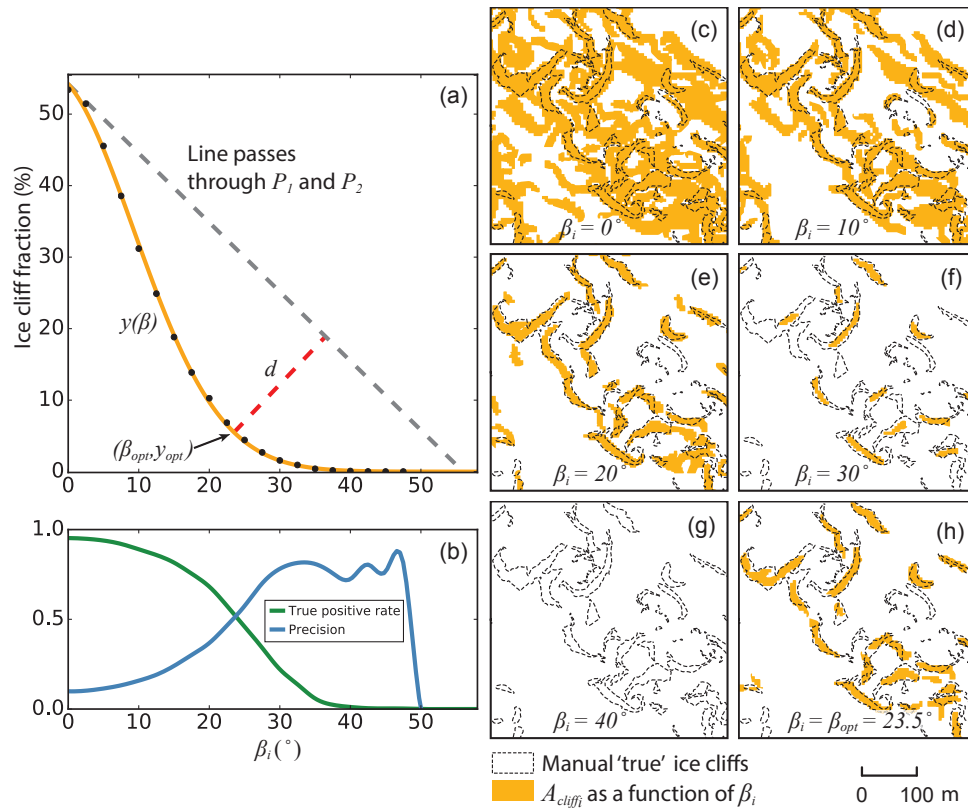 (a)
Ice cliff fraction (%)
50
40
30
20
10
0
Line passes
through P1 and P2
y(β)
d
(βopt,yopt)
0 10 20 30 40 50
(b)
1.0
0.5
0.0
True positive rate
Precision
0 10 20 30 40 50
βi(°)
(c)
βi = 0°
(d)
βi = 10°
(e)
βi = 20°
(f)
βi = 30°
(g)
βi = 40°
(h)
βi = βopt = 23.5°
Manual 'true' ice cliffs
Acliffi as a function of βi
0 100 m